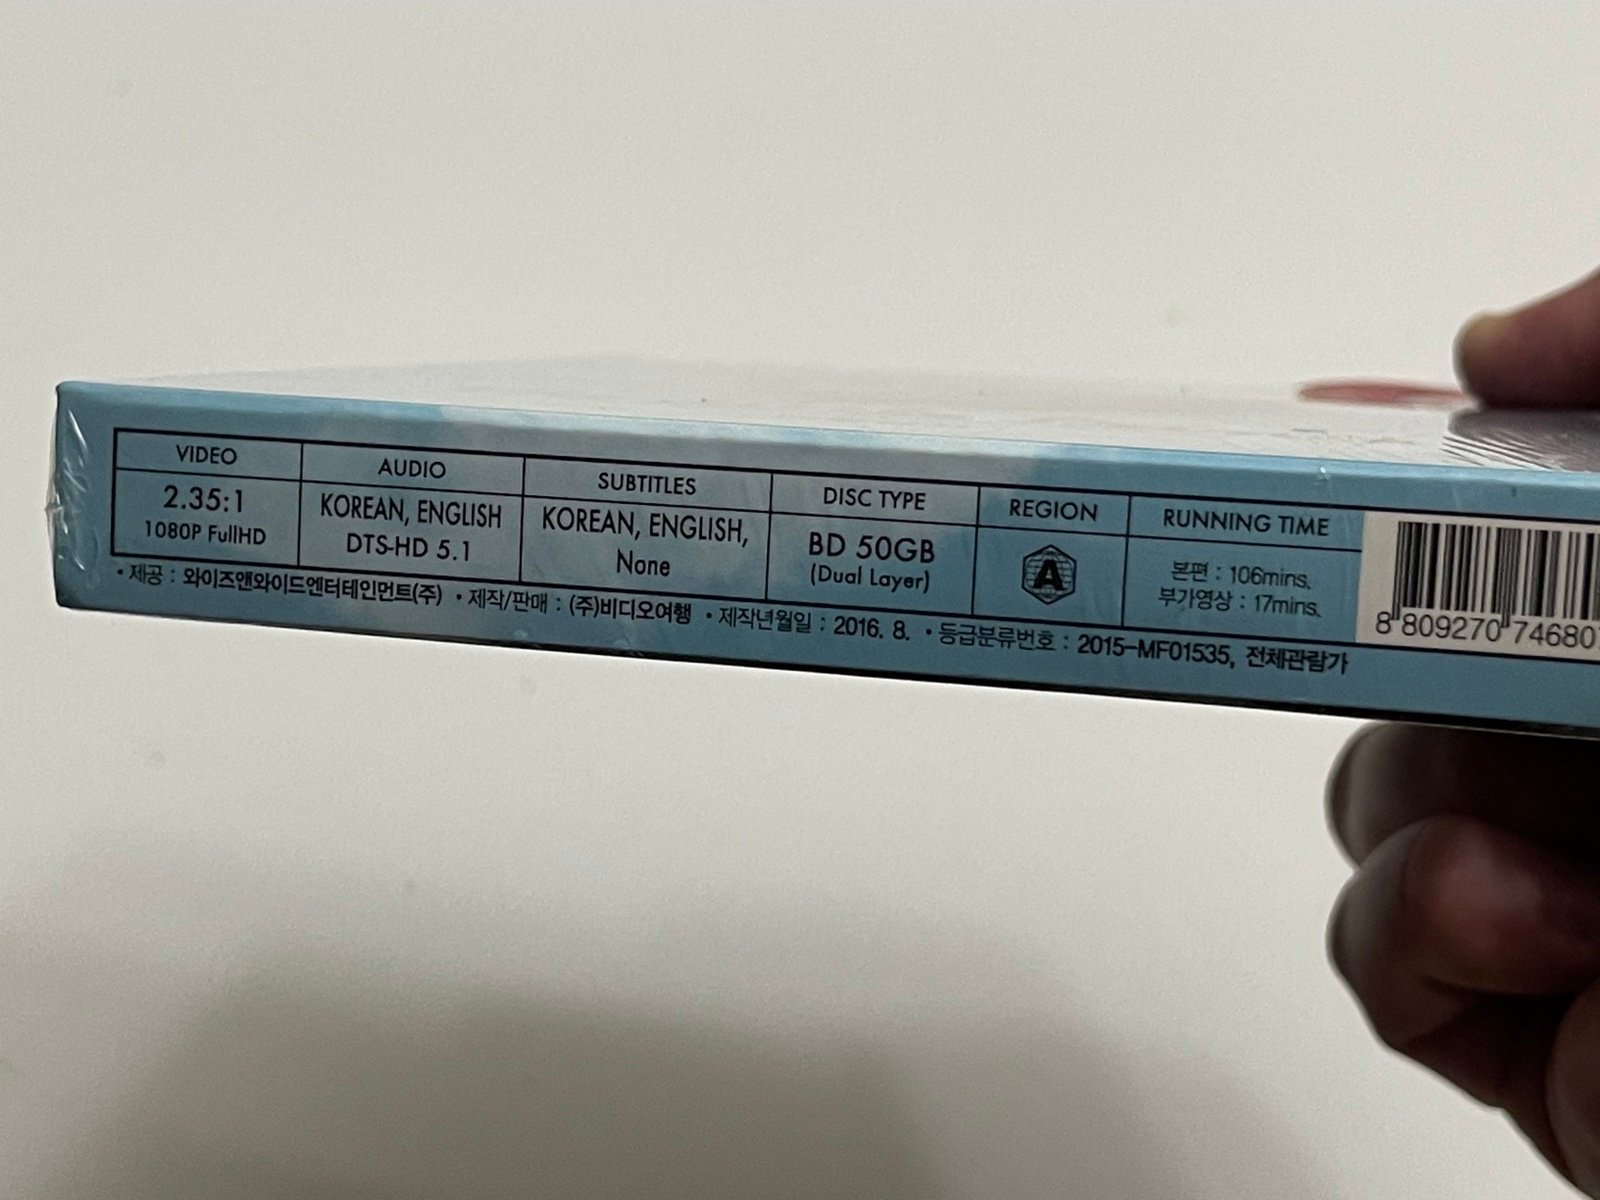 VIDEO
2.35:1
1080P FullHD
AUDIO
KOREAN, ENGLISH
DTS-HD 5.1
SUBTITLES
KOREAN, ENGLISH,
None
DISC TYPE
BD 50GB
(Dual Layer)
REGION
A
RUNNING TIME
본편 : 106mins.
부가영상 : 17mins.
8 809270 74680
• 제공 : 와이즈앤와이드엔터테인먼트(주) • 제작/판매 : (주)비디오여행 • 제작년월일 : 2016. 8. • 등급분류번호 : 2015-MF01535, 전체관람가